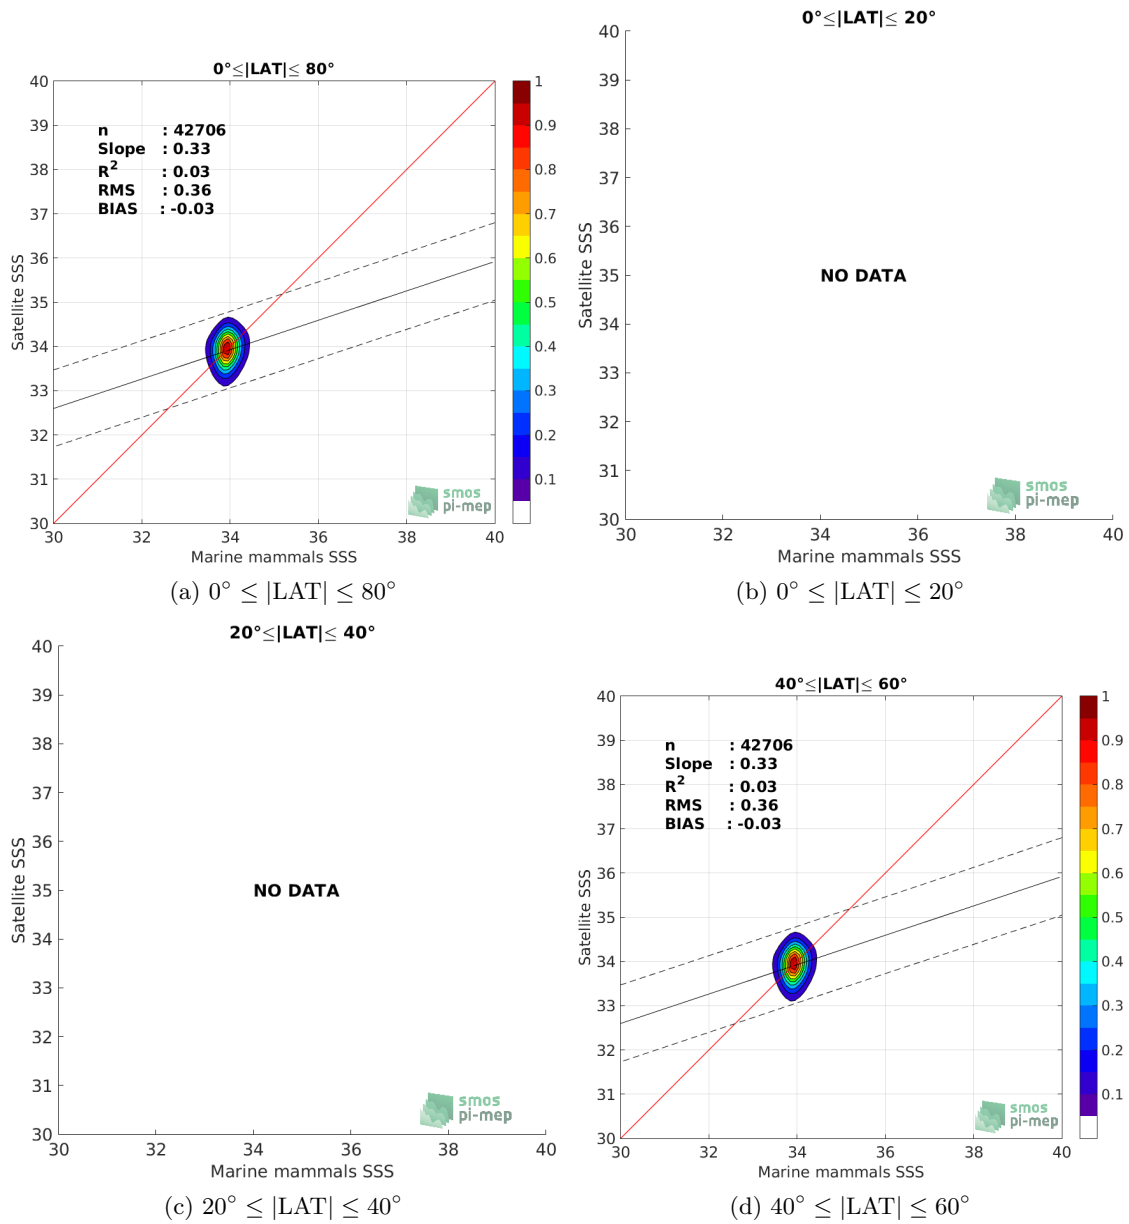 0°≤|LAT|≤ 80°
40
39
38
37
36
35
34
33
32
31
30
Satellite SSS
n : 42706
Slope : 0.33
R² : 0.03
RMS : 0.36
BIAS : -0.03
1
0.9
0.8
0.7
0.6
0.5
0.4
0.3
0.2
0.1
smos
pi-mep
30 32 34 36 38 40
Marine mammals SSS
(a) 0° ≤ |LAT| ≤ 80°
0°≤|LAT|≤ 20°
40
39
38
37
36
35
34
33
32
31
30
Satellite SSS
NO DATA
smos
pi-mep
30 32 34 36 38 40
Marine mammals SSS
(b) 0° ≤ |LAT| ≤ 20°
20°≤|LAT|≤ 40°
40
39
38
37
36
35
34
33
32
31
30
Satellite SSS
NO DATA
smos
pi-mep
30 32 34 36 38 40
Marine mammals SSS
(c) 20° ≤ |LAT| ≤ 40°
40°≤|LAT|≤ 60°
40
39
38
37
36
35
34
33
32
31
30
Satellite SSS
n : 42706
Slope : 0.33
R² : 0.03
RMS : 0.36
BIAS : -0.03
1
0.9
0.8
0.7
0.6
0.5
0.4
0.3
0.2
0.1
smos
pi-mep
30 32 34 36 38 40
Marine mammals SSS
(d) 40° ≤ |LAT| ≤ 60°